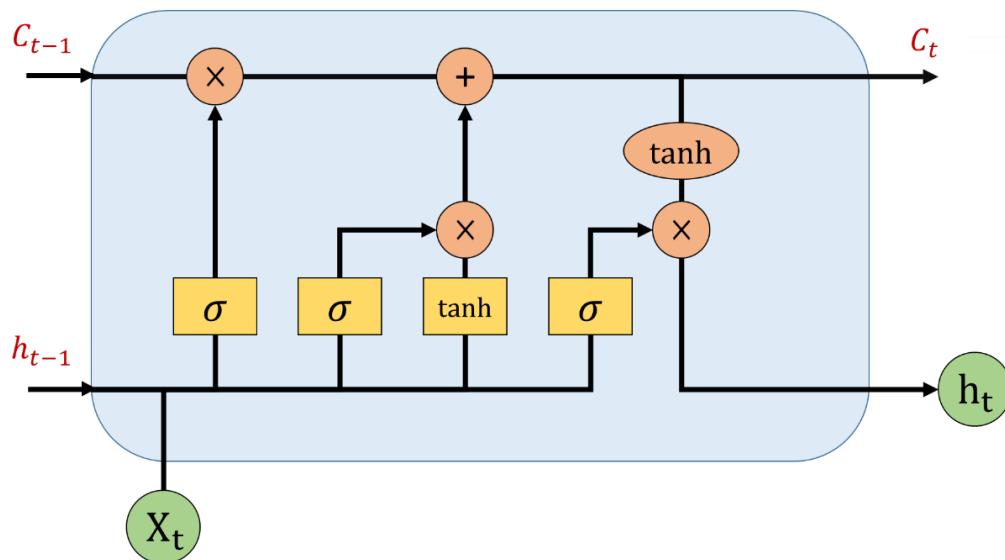 C_{t−1}
C_t
×
+
tanh
×
×
σ
σ
tanh
σ
h_{t−1}
h_t
X_t